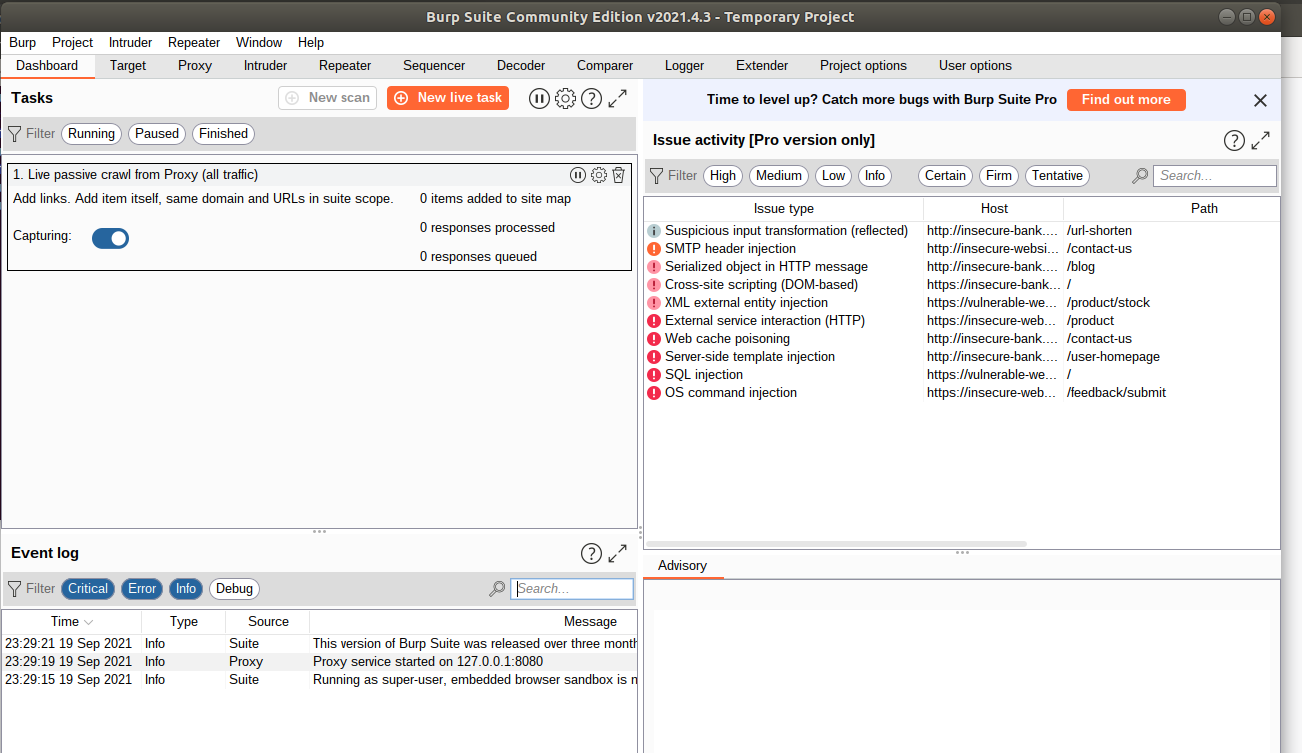 Burp Suite Community Edition v2021.4.3 - Temporary Project
Burp Project Intruder Repeater Window Help
Dashboard Target Proxy Intruder Repeater Sequencer Decoder Comparer Logger Extender Project options User options
Tasks New scan New live task
Filter Running Paused Finished
1. Live passive crawl from Proxy (all traffic)
Add links. Add item itself, same domain and URLs in suite scope. 0 items added to site map
0 responses processed
Capturing:
0 responses queued
Time to level up? Catch more bugs with Burp Suite Pro Find out more
Issue activity [Pro version only]
Filter High Medium Low Info Certain Firm Tentative Search...
Issue type Host Path
Suspicious input transformation (reflected) http://insecure-bank.... /url-shorten
SMTP header injection http://insecure-websi... /contact-us
Serialized object in HTTP message http://insecure-bank.... /blog
Cross-site scripting (DOM-based) https://insecure-bank... /
XML external entity injection https://vulnerable-we... /product/stock
External service interaction (HTTP) https://insecure-web... /product
Web cache poisoning http://insecure-bank.... /contact-us
Server-side template injection http://insecure-bank.... /user-homepage
SQL injection https://vulnerable-we... /
OS command injection https://insecure-web... /feedback/submit
Event log
Filter Critical Error Info Debug Search...
Time Type Source Message
23:29:21 19 Sep 2021 Info Suite This version of Burp Suite was released over three month
23:29:19 19 Sep 2021 Info Proxy Proxy service started on 127.0.0.1:8080
23:29:15 19 Sep 2021 Info Suite Running as super-user, embedded browser sandbox is n
Advisory